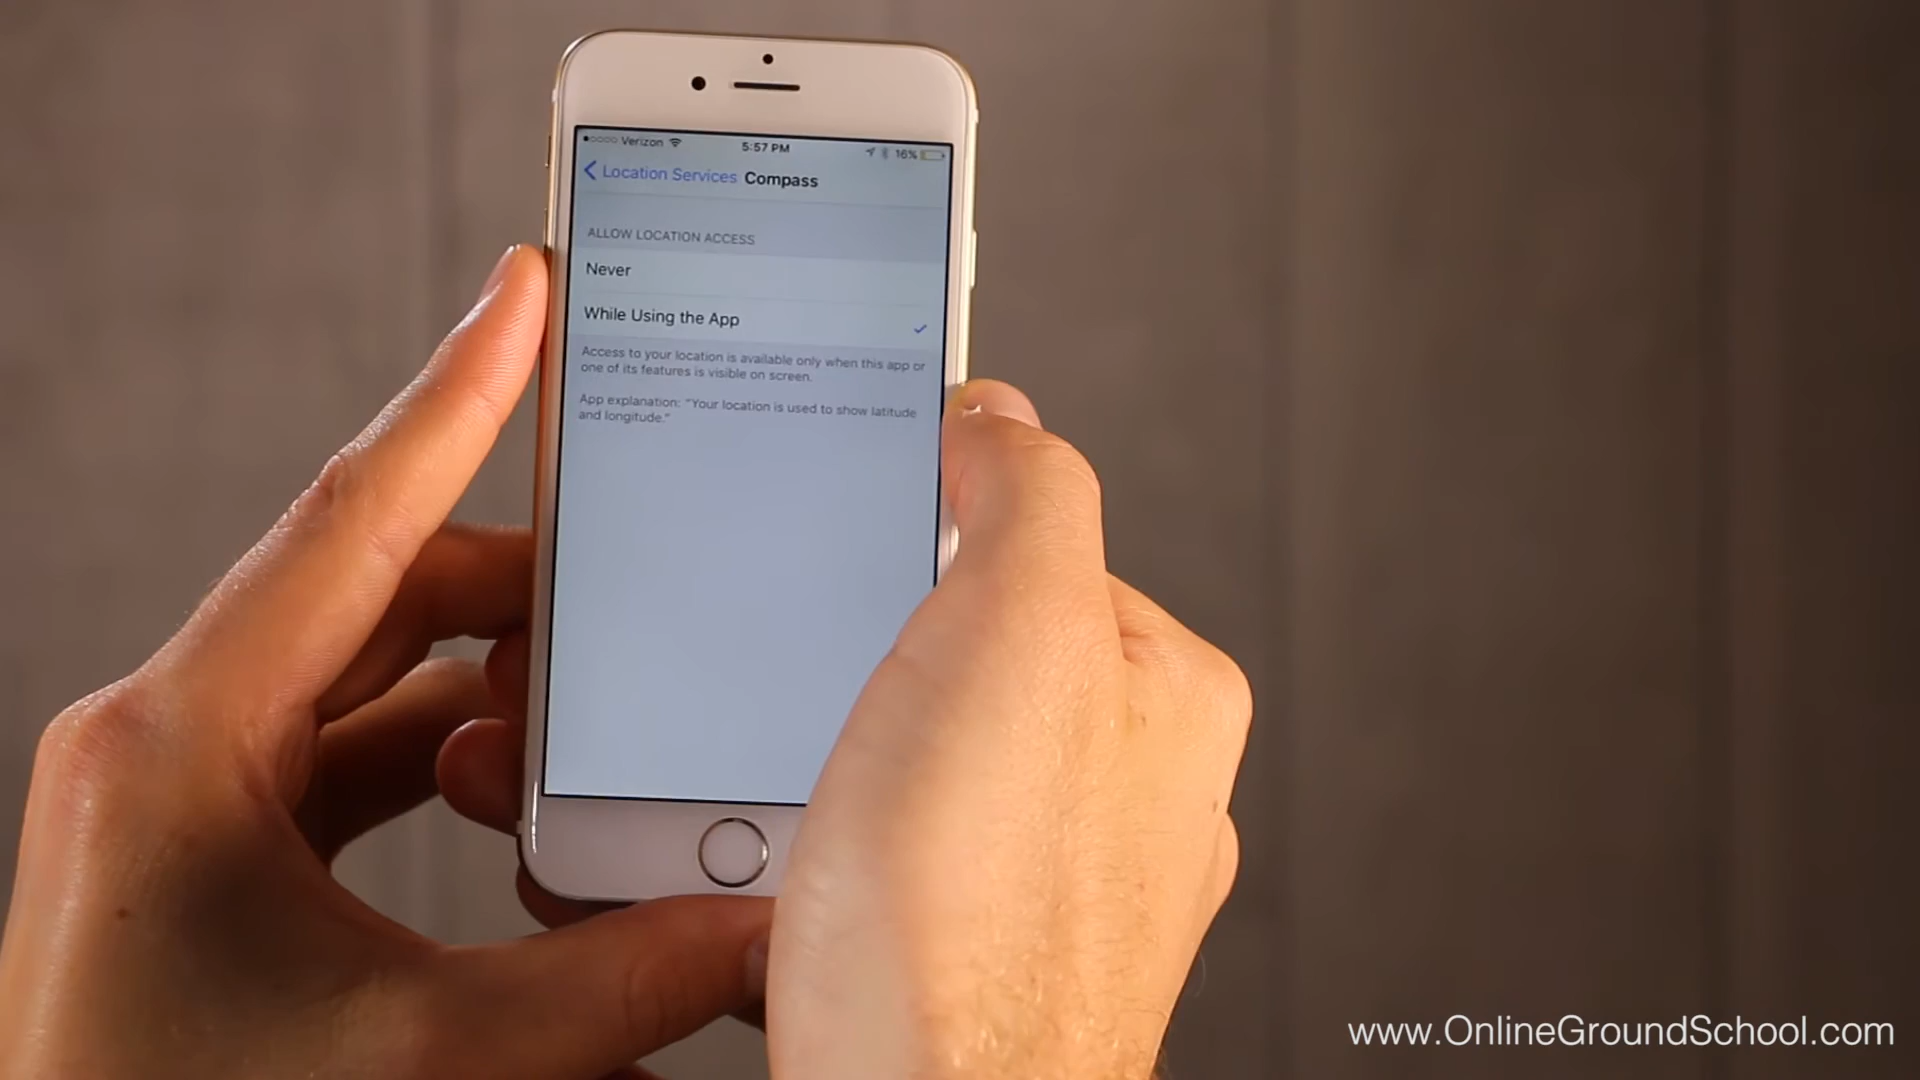 Verizon 5:57 PM 16%
Location Services Compass
ALLOW LOCATION ACCESS
Never
While Using the App
Access to your location is available only when this app or
one of its features is visible on screen.
App explanation: "Your location is used to show latitude
and longitude."
www.OnlineGroundSchool.com